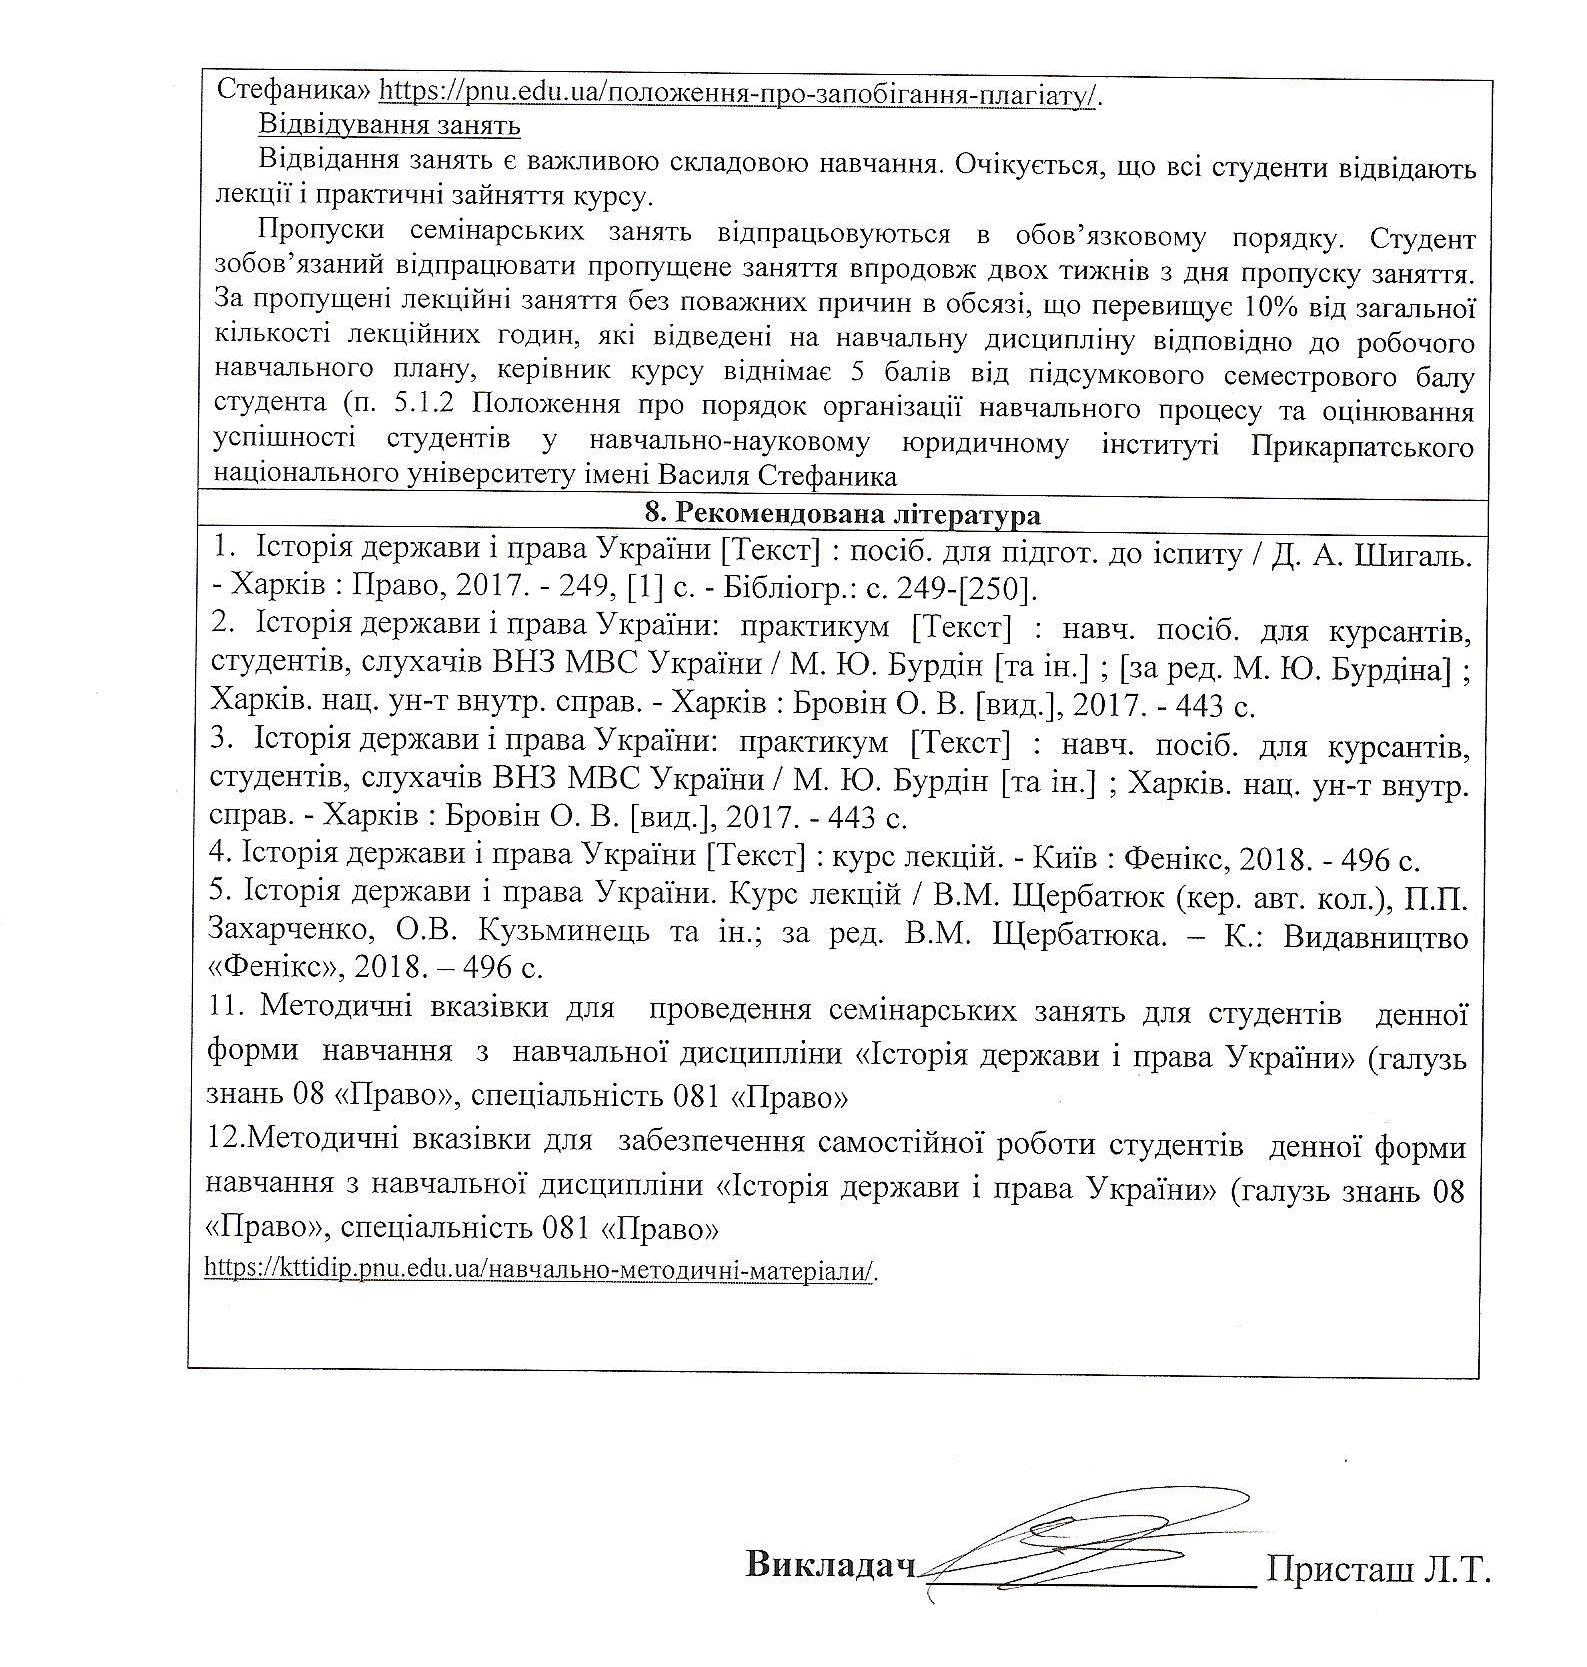 Стефаника» https://pnu.edu.ua/положення-про-запобігання-плагіату/.
Відвідування занять
Відвідання занять є важливою складовою навчання. Очікується, що всі студенти відвідають
лекції і практичні зайняття курсу.
Пропуски семінарських занять відпрацьовуються в обов’язковому порядку. Студент
зобов’язаний відпрацювати пропущене заняття впродовж двох тижнів з дня пропуску заняття.
За пропущені лекційні заняття без поважних причин в обсязі, що перевищує 10% від загальної
кількості лекційних годин, які відведені на навчальну дисципліну відповідно до робочого
навчального плану, керівник курсу віднімає 5 балів від підсумкового семестрового балу
студента (п. 5.1.2 Положення про порядок організації навчального процесу та оцінювання
успішності студентів у навчально-науковому юридичному інституті Прикарпатського
національного університету імені Василя Стефаника
8. Рекомендована література
1. Історія держави і права України [Текст] : посіб. для підгот. до іспиту / Д. А. Шигаль.
- Харків : Право, 2017. - 249, [1] с. - Бібліогр.: с. 249-[250].
2. Історія держави і права України: практикум [Текст] : навч. посіб. для курсантів,
студентів, слухачів ВНЗ МВС України / М. Ю. Бурдін [та ін.] ; [за ред. М. Ю. Бурдіна] ;
Харків. нац. ун-т внутр. справ. - Харків : Бровін О. В. [вид.], 2017. - 443 с.
3. Історія держави і права України: практикум [Текст] : навч. посіб. для курсантів,
студентів, слухачів ВНЗ МВС України / М. Ю. Бурдін [та ін.] ; Харків. нац. ун-т внутр.
справ. - Харків : Бровін О. В. [вид.], 2017. - 443 с.
4. Історія держави і права України [Текст] : курс лекцій. - Київ : Фенікс, 2018. - 496 с.
5. Історія держави і права України. Курс лекцій / В.М. Щербатюк (кер. авт. кол.), П.П.
Захарченко, О.В. Кузьминець та ін.; за ред. В.М. Щербатюка. – К.: Видавництво
«Фенікс», 2018. – 496 с.
11. Методичні вказівки для проведення семінарських занять для студентів денної
форми навчання з навчальної дисципліни «Історія держави і права України» (галузь
знань 08 «Право», спеціальність 081 «Право»
12.Методичні вказівки для забезпечення самостійної роботи студентів денної форми
навчання з навчальної дисципліни «Історія держави і права України» (галузь знань 08
«Право», спеціальність 081 «Право»
https://kttidip.pnu.edu.ua/навчально-методичні-матеріали/.
Викладач Присташ Л.Т.